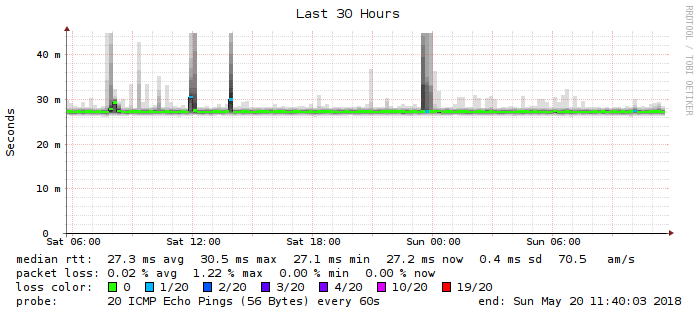 Last 30 Hours
RRDTOOL / TOBI OETIKER
Seconds
40 m
30 m
20 m
10 m
0
Sat 06:00 Sat 12:00 Sat 18:00 Sun 00:00 Sun 06:00
median rtt: 27.3 ms avg 30.5 ms max 27.1 ms min 27.2 ms now 0.4 ms sd 70.5 am/s
packet loss: 0.02 % avg 1.22 % max 0.00 % min 0.00 % now
loss color: 0 1/20 2/20 3/20 4/20 10/20 19/20
probe: 20 ICMP Echo Pings (56 Bytes) every 60s end: Sun May 20 11:40:03 2018